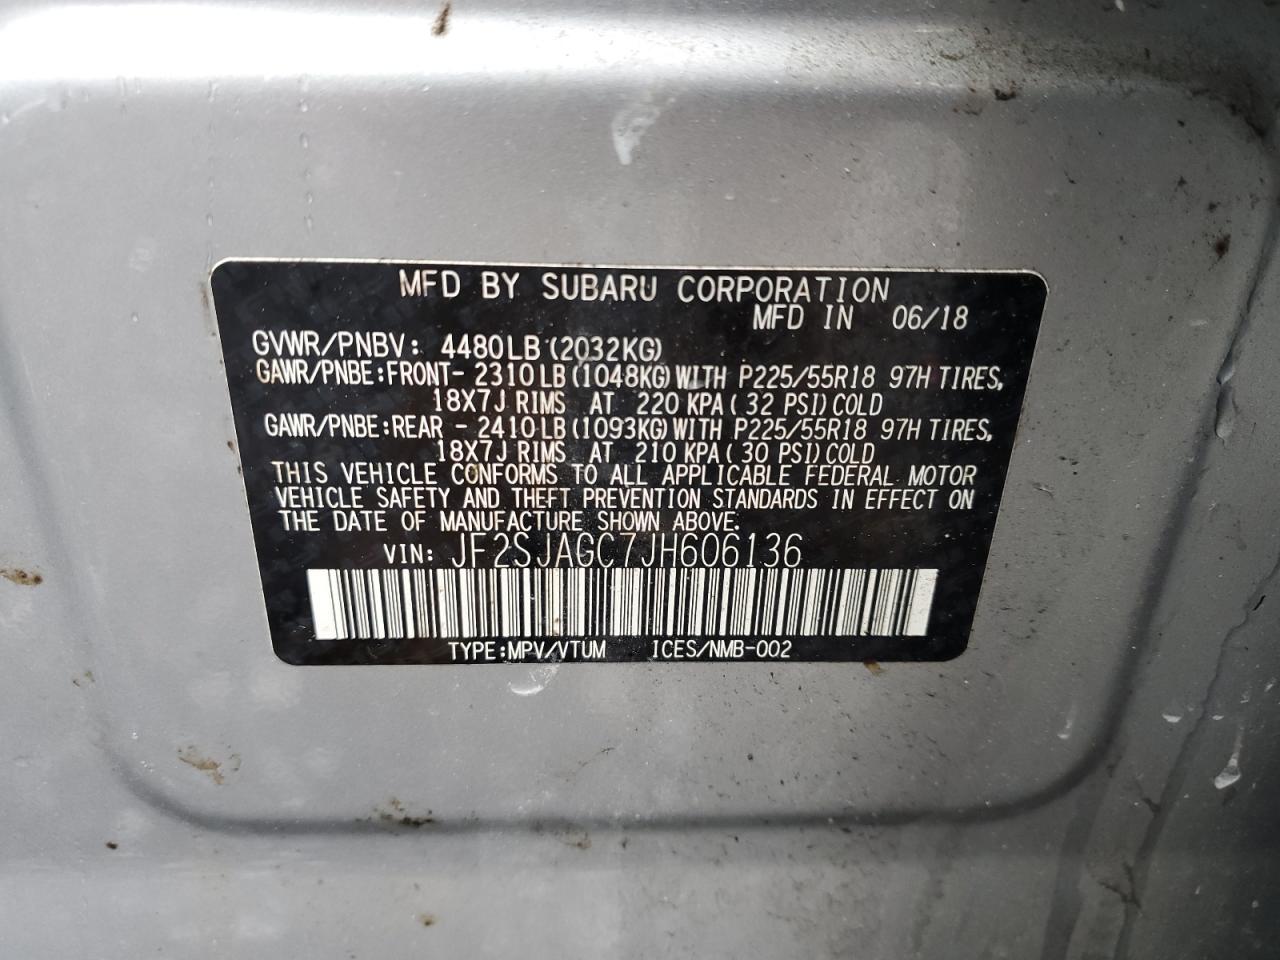 MFD BY SUBARU CORPORATION
MFD IN 06/18
GVWR/PNBV: 4480LB (2032KG)
GAWR/PNBE:FRONT- 2310LB (1048KG) WITH P225/55R18 97H TIRES,
18X7J RIMS AT 220 KPA ( 32 PSI) COLD
GAWR/PNBE:REAR - 2410LB (1093KG) WITH P225/55R18 97H TIRES,
18X7J RIMS AT 210 KPA ( 30 PSI) COLD
THIS VEHICLE CONFORMS TO ALL APPLICABLE FEDERAL MOTOR
VEHICLE SAFETY AND THEFT PREVENTION STANDARDS IN EFFECT ON
THE DATE OF MANUFACTURE SHOWN ABOVE.
VIN: JF2SJAGC7JH606136
TYPE:MPV/VTUM ICES/NMB-002